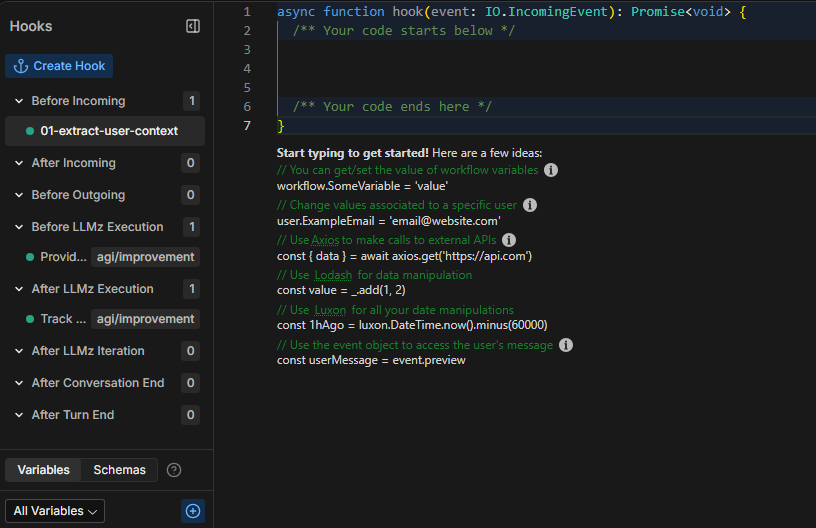 Hooks
Create Hook
Before Incoming 1
01-extract-user-context
After Incoming 0
Before Outgoing 0
Before LLMz Execution 1
Provid... agi/improvement
After LLMz Execution 1
Track ... agi/improvement
After LLMz Iteration 0
After Conversation End 0
After Turn End 0
Variables Schemas ?
All Variables
1 async function hook(event: IO.IncomingEvent): Promise<void> {
2 /** Your code starts below */
3
4
5
6 /** Your code ends here */
7 }
Start typing to get started! Here are a few ideas:
// You can get/set the value of workflow variables i
workflow.SomeVariable = 'value'
// Change values associated to a specific user i
user.ExampleEmail = 'email@website.com'
// Use Axios to make calls to external APIs i
const { data } = await axios.get('https://api.com')
// Use Lodash for data manipulation
const value = _.add(1, 2)
// Use Luxon for all your date manipulations
const 1hAgo = luxon.DateTime.now().minus(60000)
// Use the event object to access the user's message i
const userMessage = event.preview